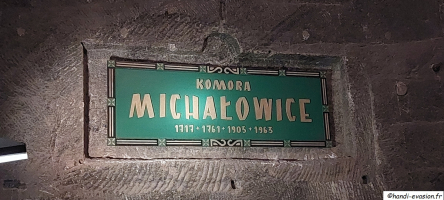 KOMORA
MICHAŁOWICE
1717 • 1761 • 1905 • 1963
©handi-evasion.fr